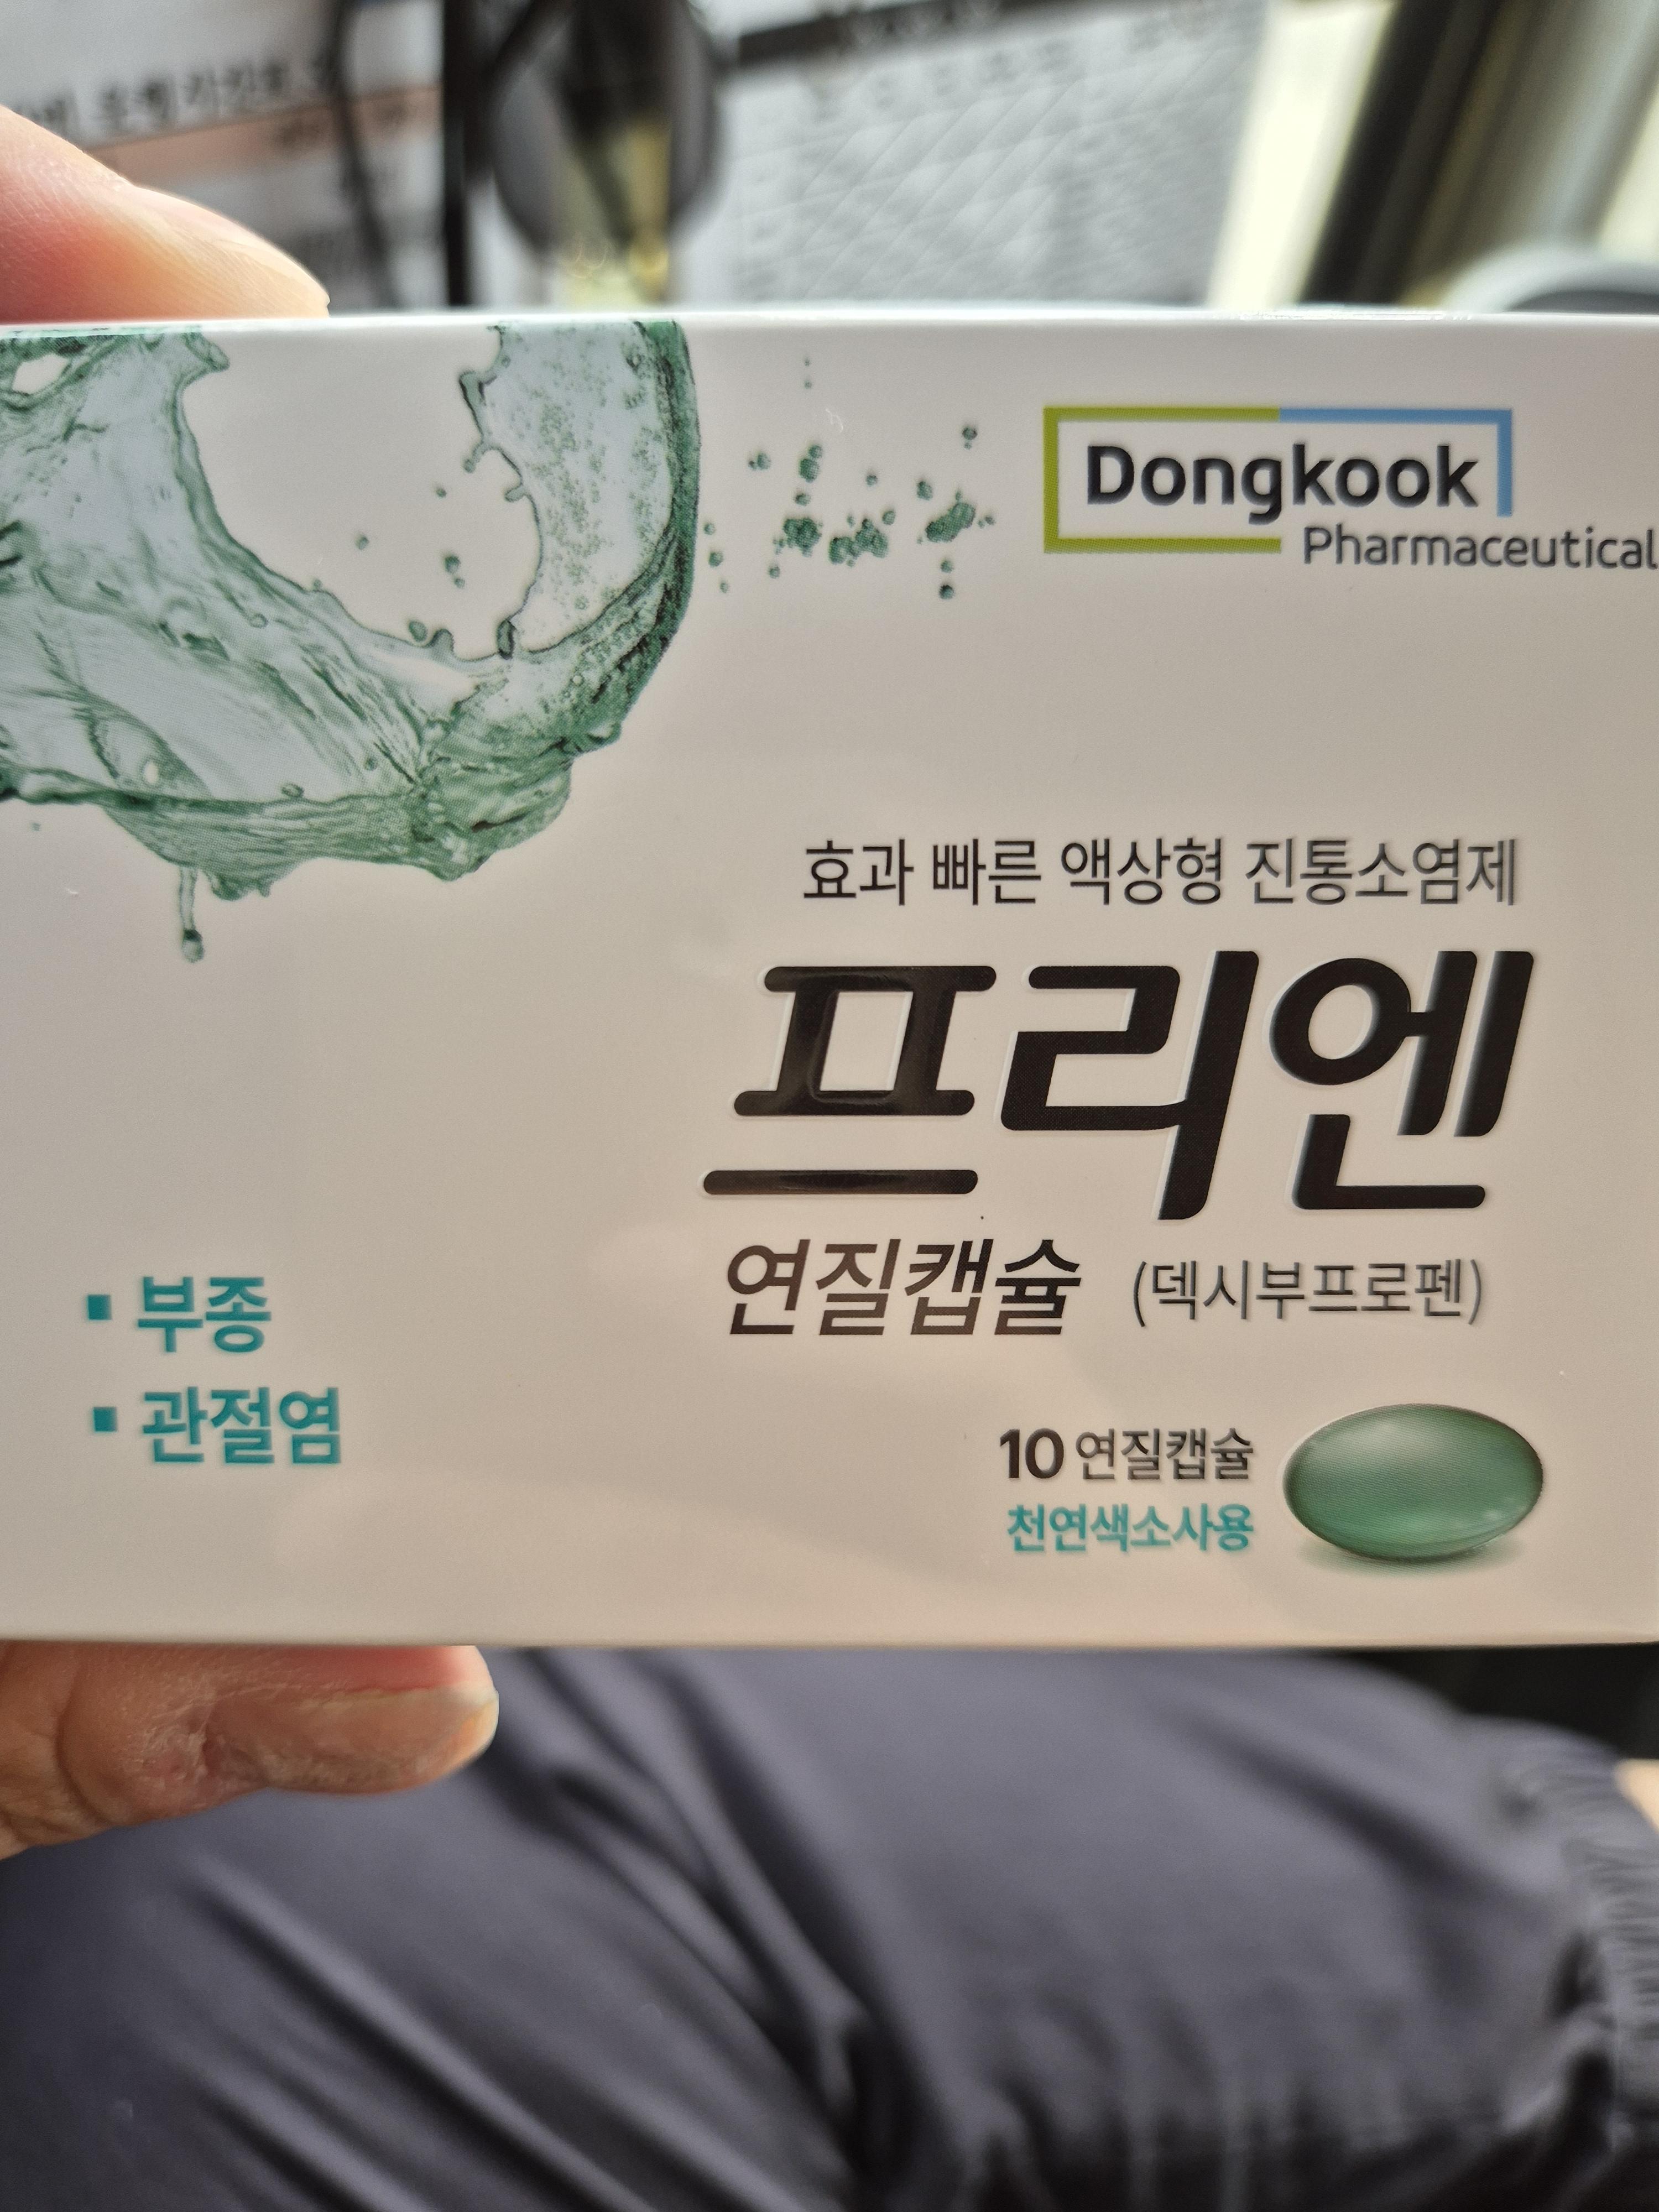 Dongkook
Pharmaceutical
효과 빠른 액상형 진통소염제
프리엔
연질캡슐 (덱시부프로펜)
▪ 부종
▪ 관절염
10 연질캡슐
천연색소사용